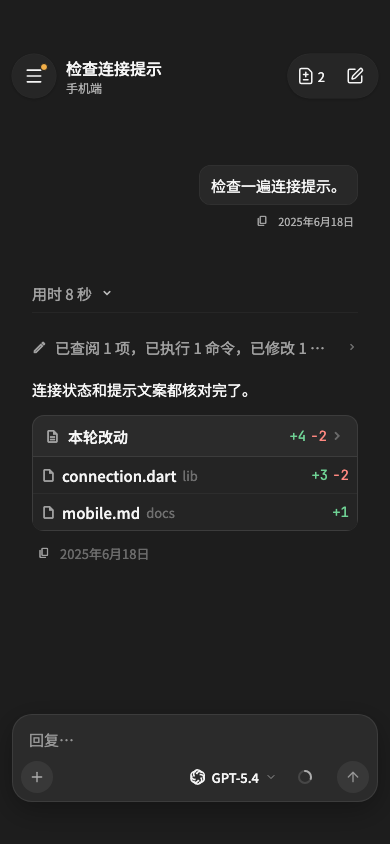 检查连接提示
手机端
2
检查一遍连接提示。
2025年6月18日
用时 8 秒
已查阅 1 项，已执行 1 命令，已修改 1 …
连接状态和提示文案都核对完了。
本轮改动 +4 -2
connection.dart lib +3 -2
mobile.md docs +1
2025年6月18日
回复…
GPT-5.4